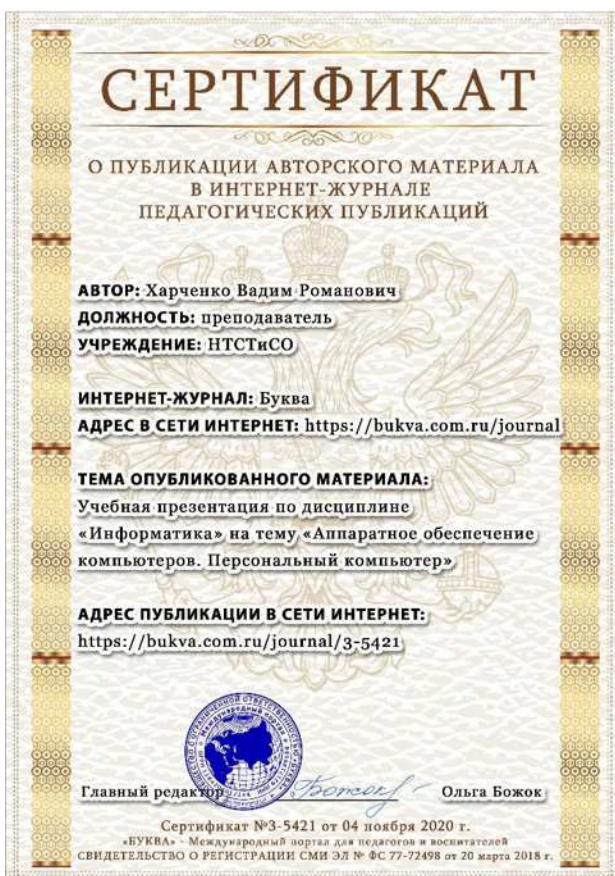 СЕРТИФИКАТ
О ПУБЛИКАЦИИ АВТОРСКОГО МАТЕРИАЛА
В ИНТЕРНЕТ-ЖУРНАЛЕ
ПЕДАГОГИЧЕСКИХ ПУБЛИКАЦИЙ
АВТОР: Харченко Вадим Романович
ДОЛЖНОСТЬ: преподаватель
УЧРЕЖДЕНИЕ: НТСТиСО
ИНТЕРНЕТ-ЖУРНАЛ: Буква
АДРЕС В СЕТИ ИНТЕРНЕТ: https://bukva.com.ru/journal
ТЕМА ОПУБЛИКОВАННОГО МАТЕРИАЛА:
Учебная презентация по дисциплине
«Информатика» на тему «Аппаратное обеспечение
компьютеров. Персональный компьютер»
АДРЕС ПУБЛИКАЦИИ В СЕТИ ИНТЕРНЕТ:
https://bukva.com.ru/journal/3-5421
Главный редактор Ольга Божок
Сертификат №3-5421 от 04 ноября 2020 г.
«БУКВА» - Международный портал для педагогов и воспитателей
СВИДЕТЕЛЬСТВО О РЕГИСТРАЦИИ СМИ ЭЛ № ФС 77-72498 от 20 марта 2018 г.